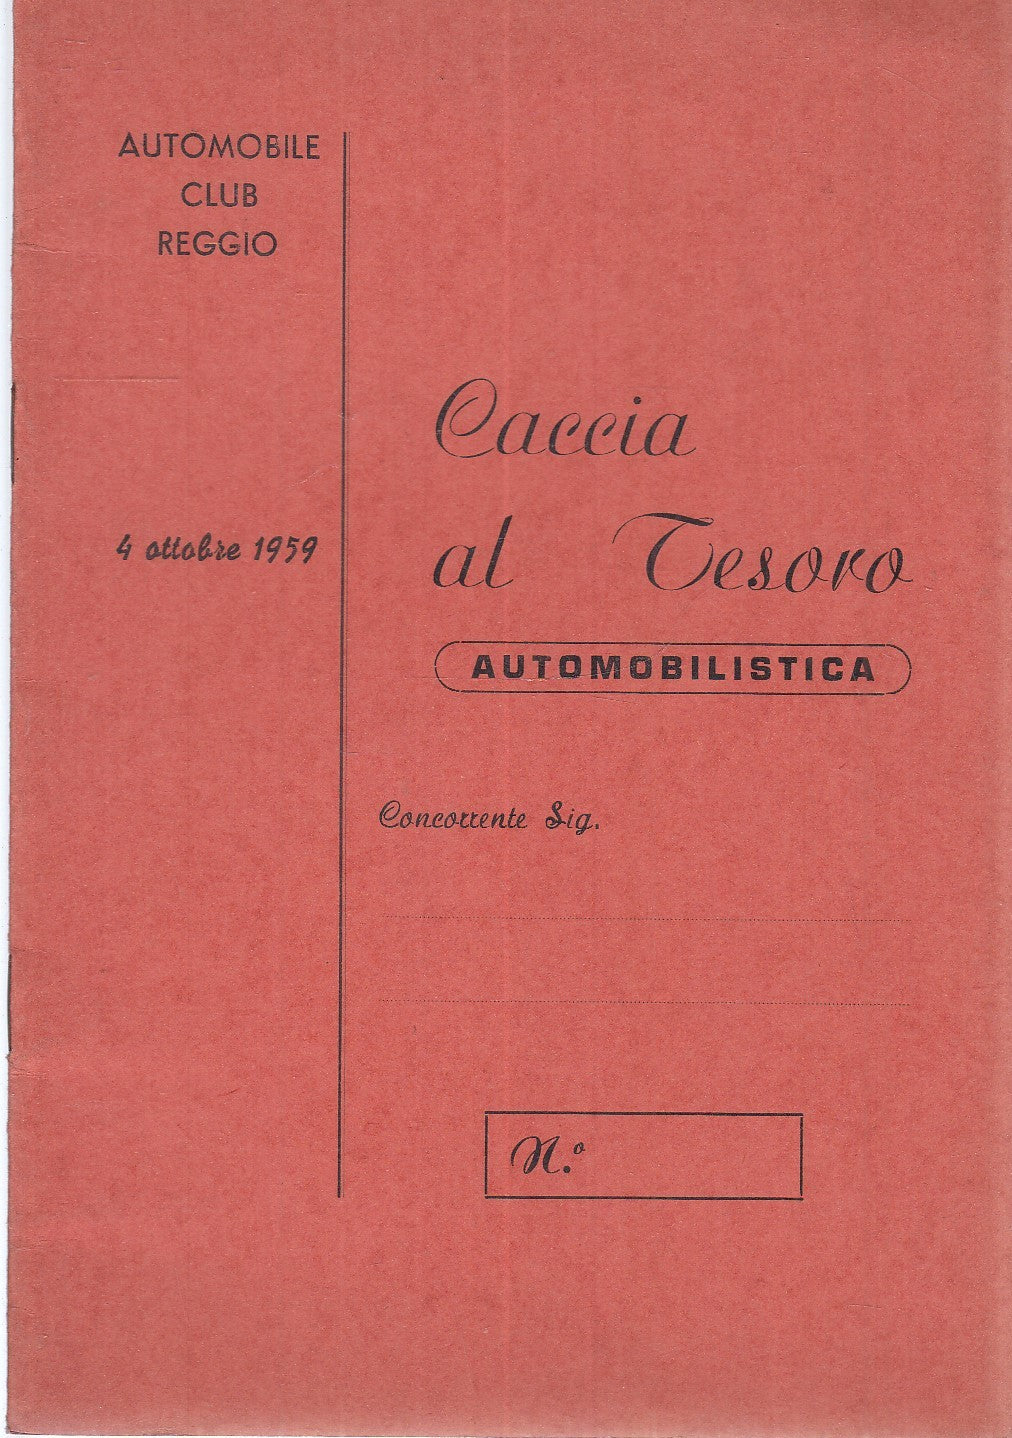 AUTOMOBILE
CLUB
REGGIO
4 ottobre 1959
Caccia
al Tesoro
AUTOMOBILISTICA
Concorrente Sig.
N.º